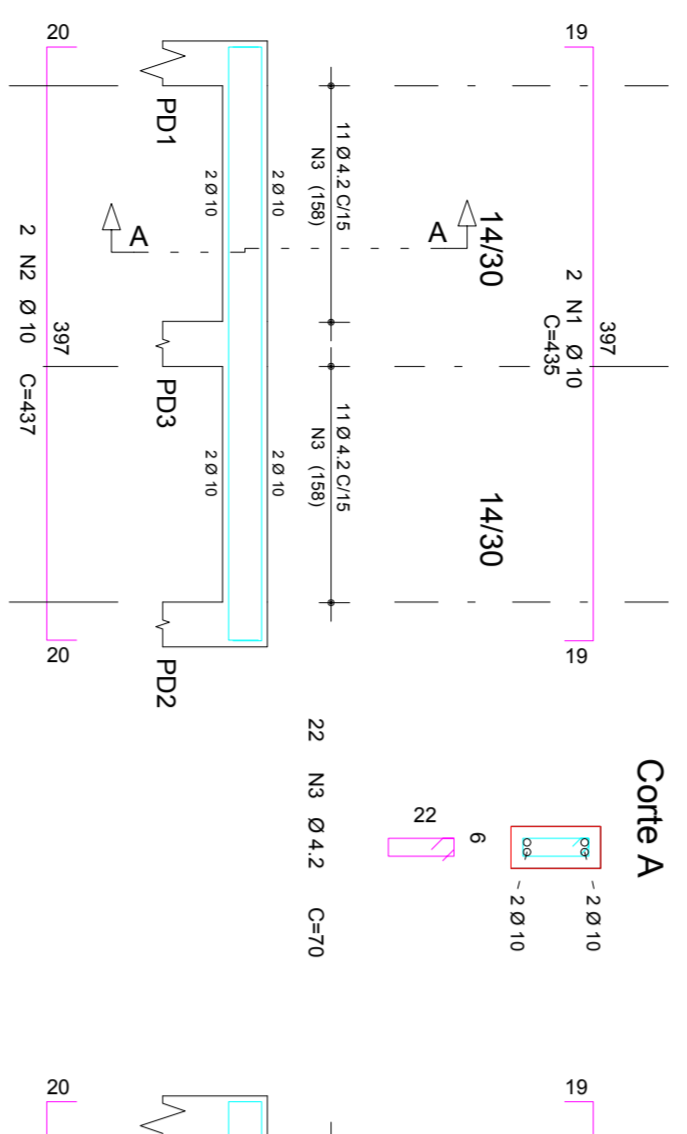 19
397
19
2 N1 Ø 10
C=435
14/30
14/30
A
A
11 Ø 4.2 C/15
N3 (158)
11 Ø 4.2 C/15
N3 (158)
2 Ø 10
2 Ø 10
2 Ø 10
2 Ø 10
PD1
PD3
PD2
20
397
20
2 N2 Ø 10 C=437
Corte A
2 Ø 10
2 Ø 10
6
22
22 N3 Ø 4.2 C=70
19
20